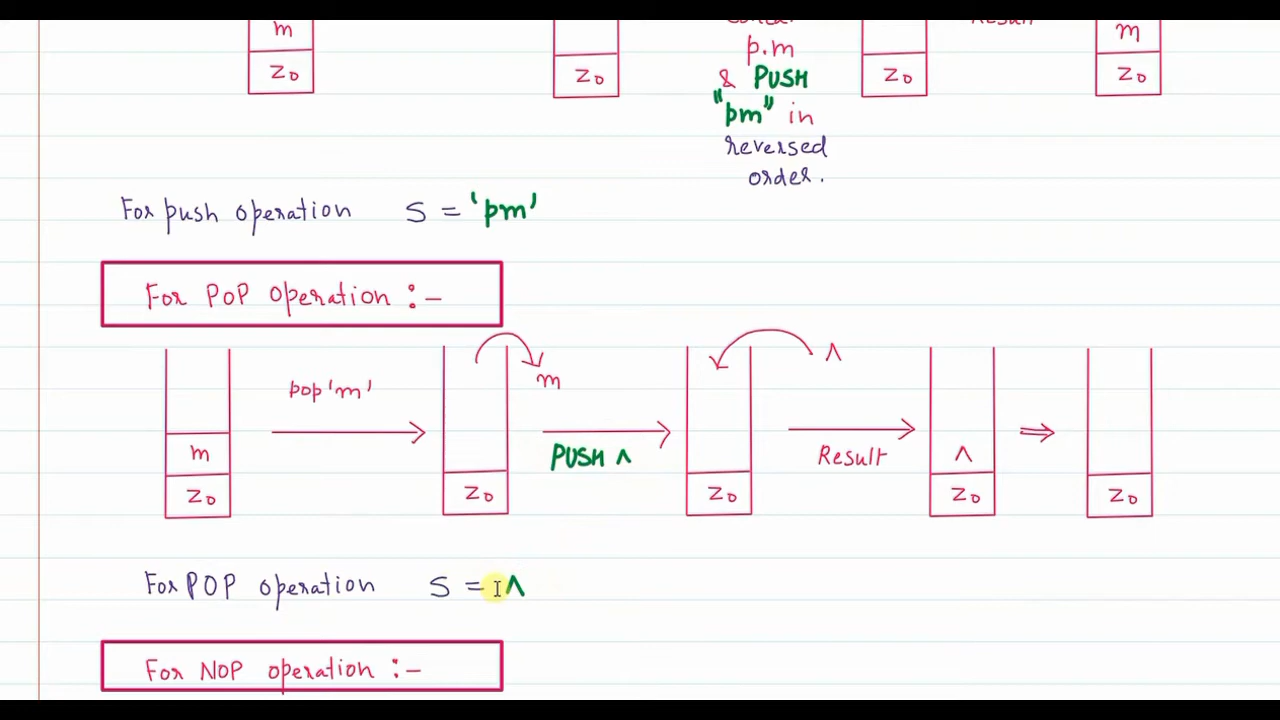 m
Z₀
Z₀
p.m
& PUSH
"pm" in
reversed
order.
Z₀
Result
m
Z₀
For push operation S = 'pm'
For POP Operation :-
m
Z₀
pop 'm'
m
Z₀
PUSH ∧
∧
Z₀
Result
∧
Z₀
⇒
Z₀
For POP operation S = ∧
For NOP operation :-